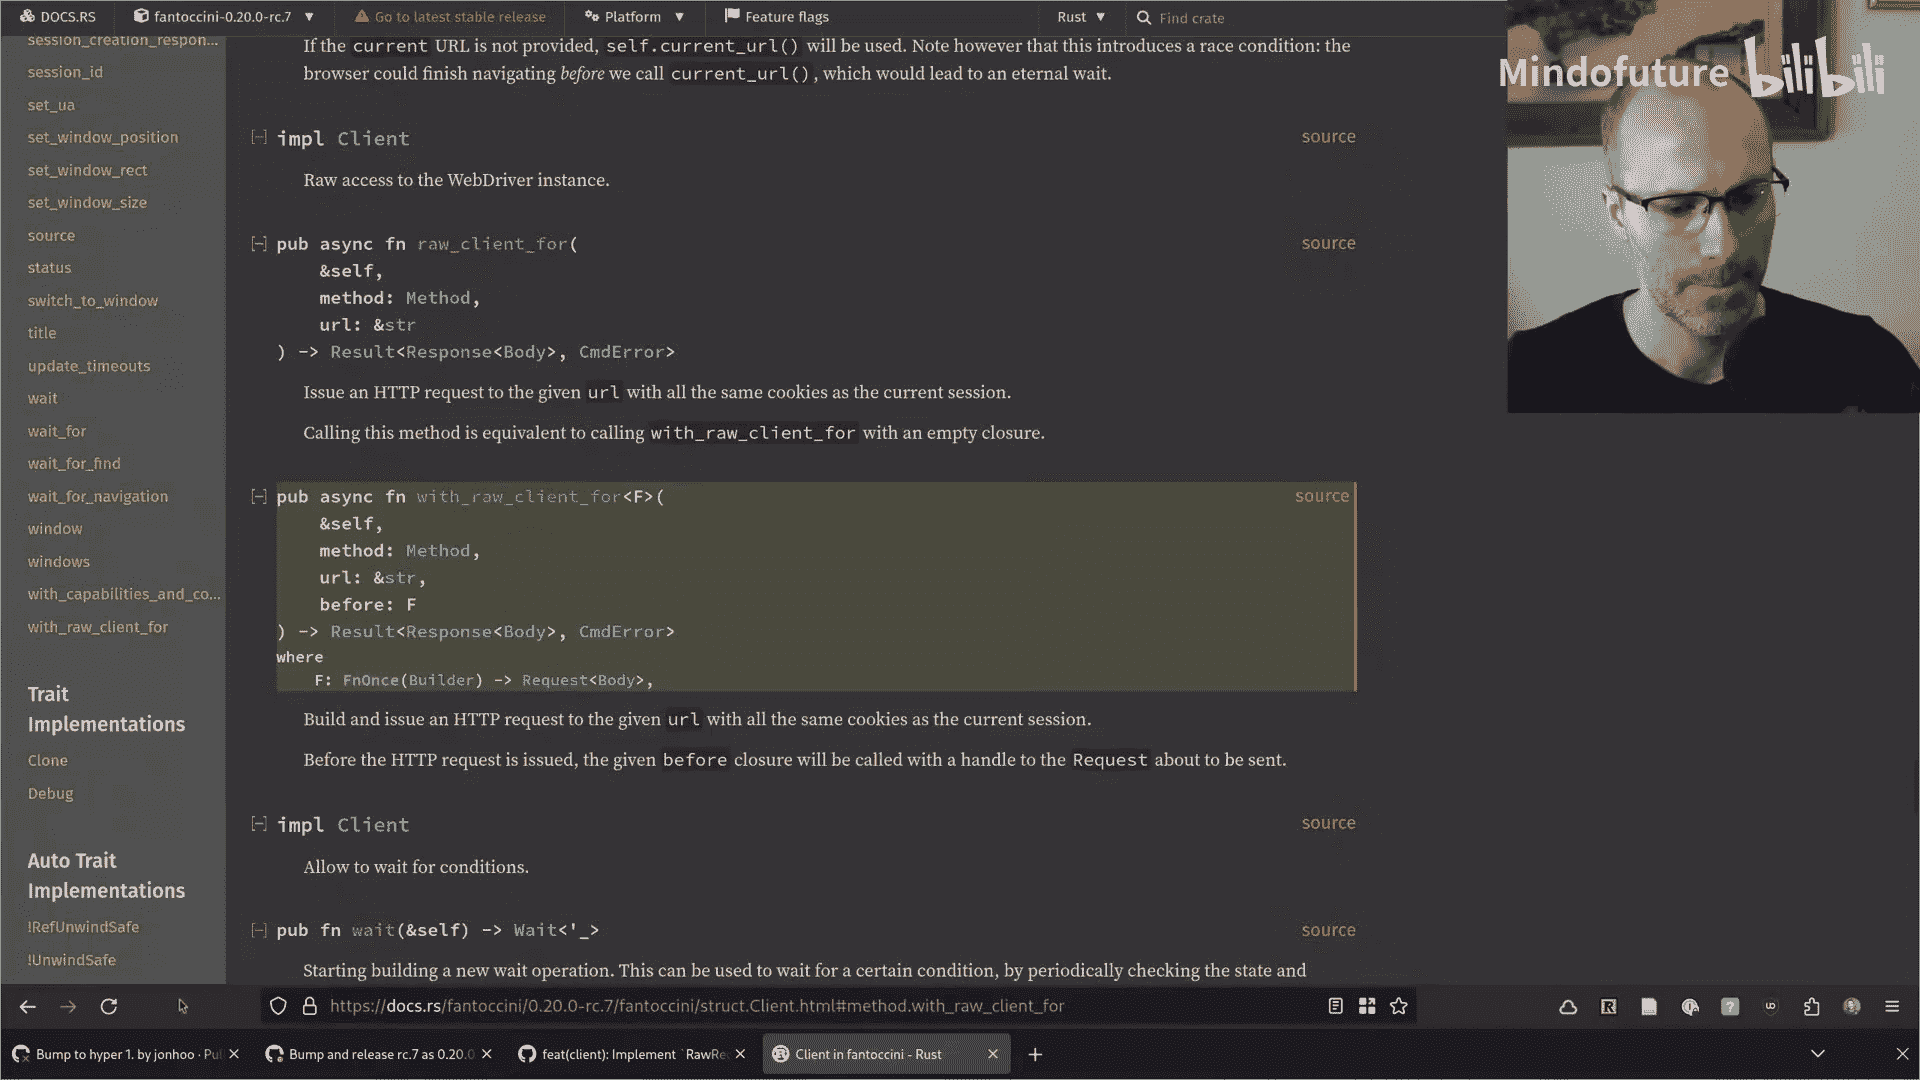 DOCS.RS
fantoccini-0.20.0-rc.7
Go to latest stable release
Platform
Feature flags
Rust
Find crate
session_creation_respon...
session_id
set_ua
set_window_position
set_window_rect
set_window_size
source
status
switch_to_window
title
update_timeouts
wait
wait_for
wait_for_find
wait_for_navigation
window
windows
with_capabilities_and_co...
with_raw_client_for
Trait
Implementations
Clone
Debug
Auto Trait
Implementations
!RefUnwindSafe
!UnwindSafe
If the current URL is not provided, self.current_url() will be used. Note however that this introduces a race condition: the
browser could finish navigating before we call current_url(), which would lead to an eternal wait.
[-] impl Client
source
Raw access to the WebDriver instance.
[-] pub async fn raw_client_for(
source
&self,
method: Method,
url: &str
) -> Result<Response<Body>, CmdError>
Issue an HTTP request to the given url with all the same cookies as the current session.
Calling this method is equivalent to calling with_raw_client_for with an empty closure.
[-] pub async fn with_raw_client_for<F>(
source
&self,
method: Method,
url: &str,
before: F
) -> Result<Response<Body>, CmdError>
where
F: FnOnce(Builder) -> Request<Body>,
Build and issue an HTTP request to the given url with all the same cookies as the current session.
Before the HTTP request is issued, the given before closure will be called with a handle to the Request about to be sent.
[-] impl Client
source
Allow to wait for conditions.
[-] pub fn wait(&self) -> Wait<'_>
source
Starting building a new wait operation. This can be used to wait for a certain condition, by periodically checking the state and
Mindofuture bilibili
https://docs.rs/fantoccini/0.20.0-rc.7/fantoccini/struct.Client.html#method.with_raw_client_for
Bump to hyper 1. by jonhoo · Pul
Bump and release rc.7 as 0.20.0
feat(client): Implement `RawRe
Client in fantoccini - Rust